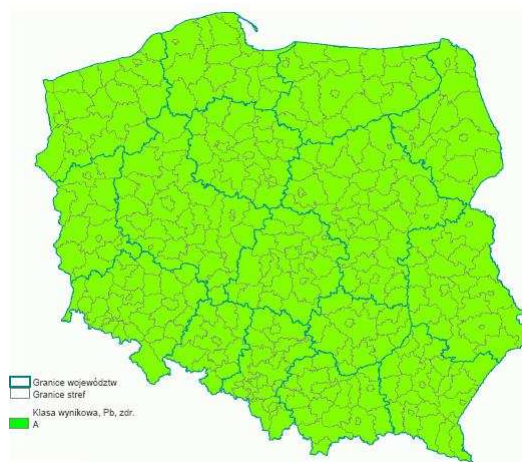 Granice województw
Granice stref
Klasa wynikowa, Pb, zdr.
A